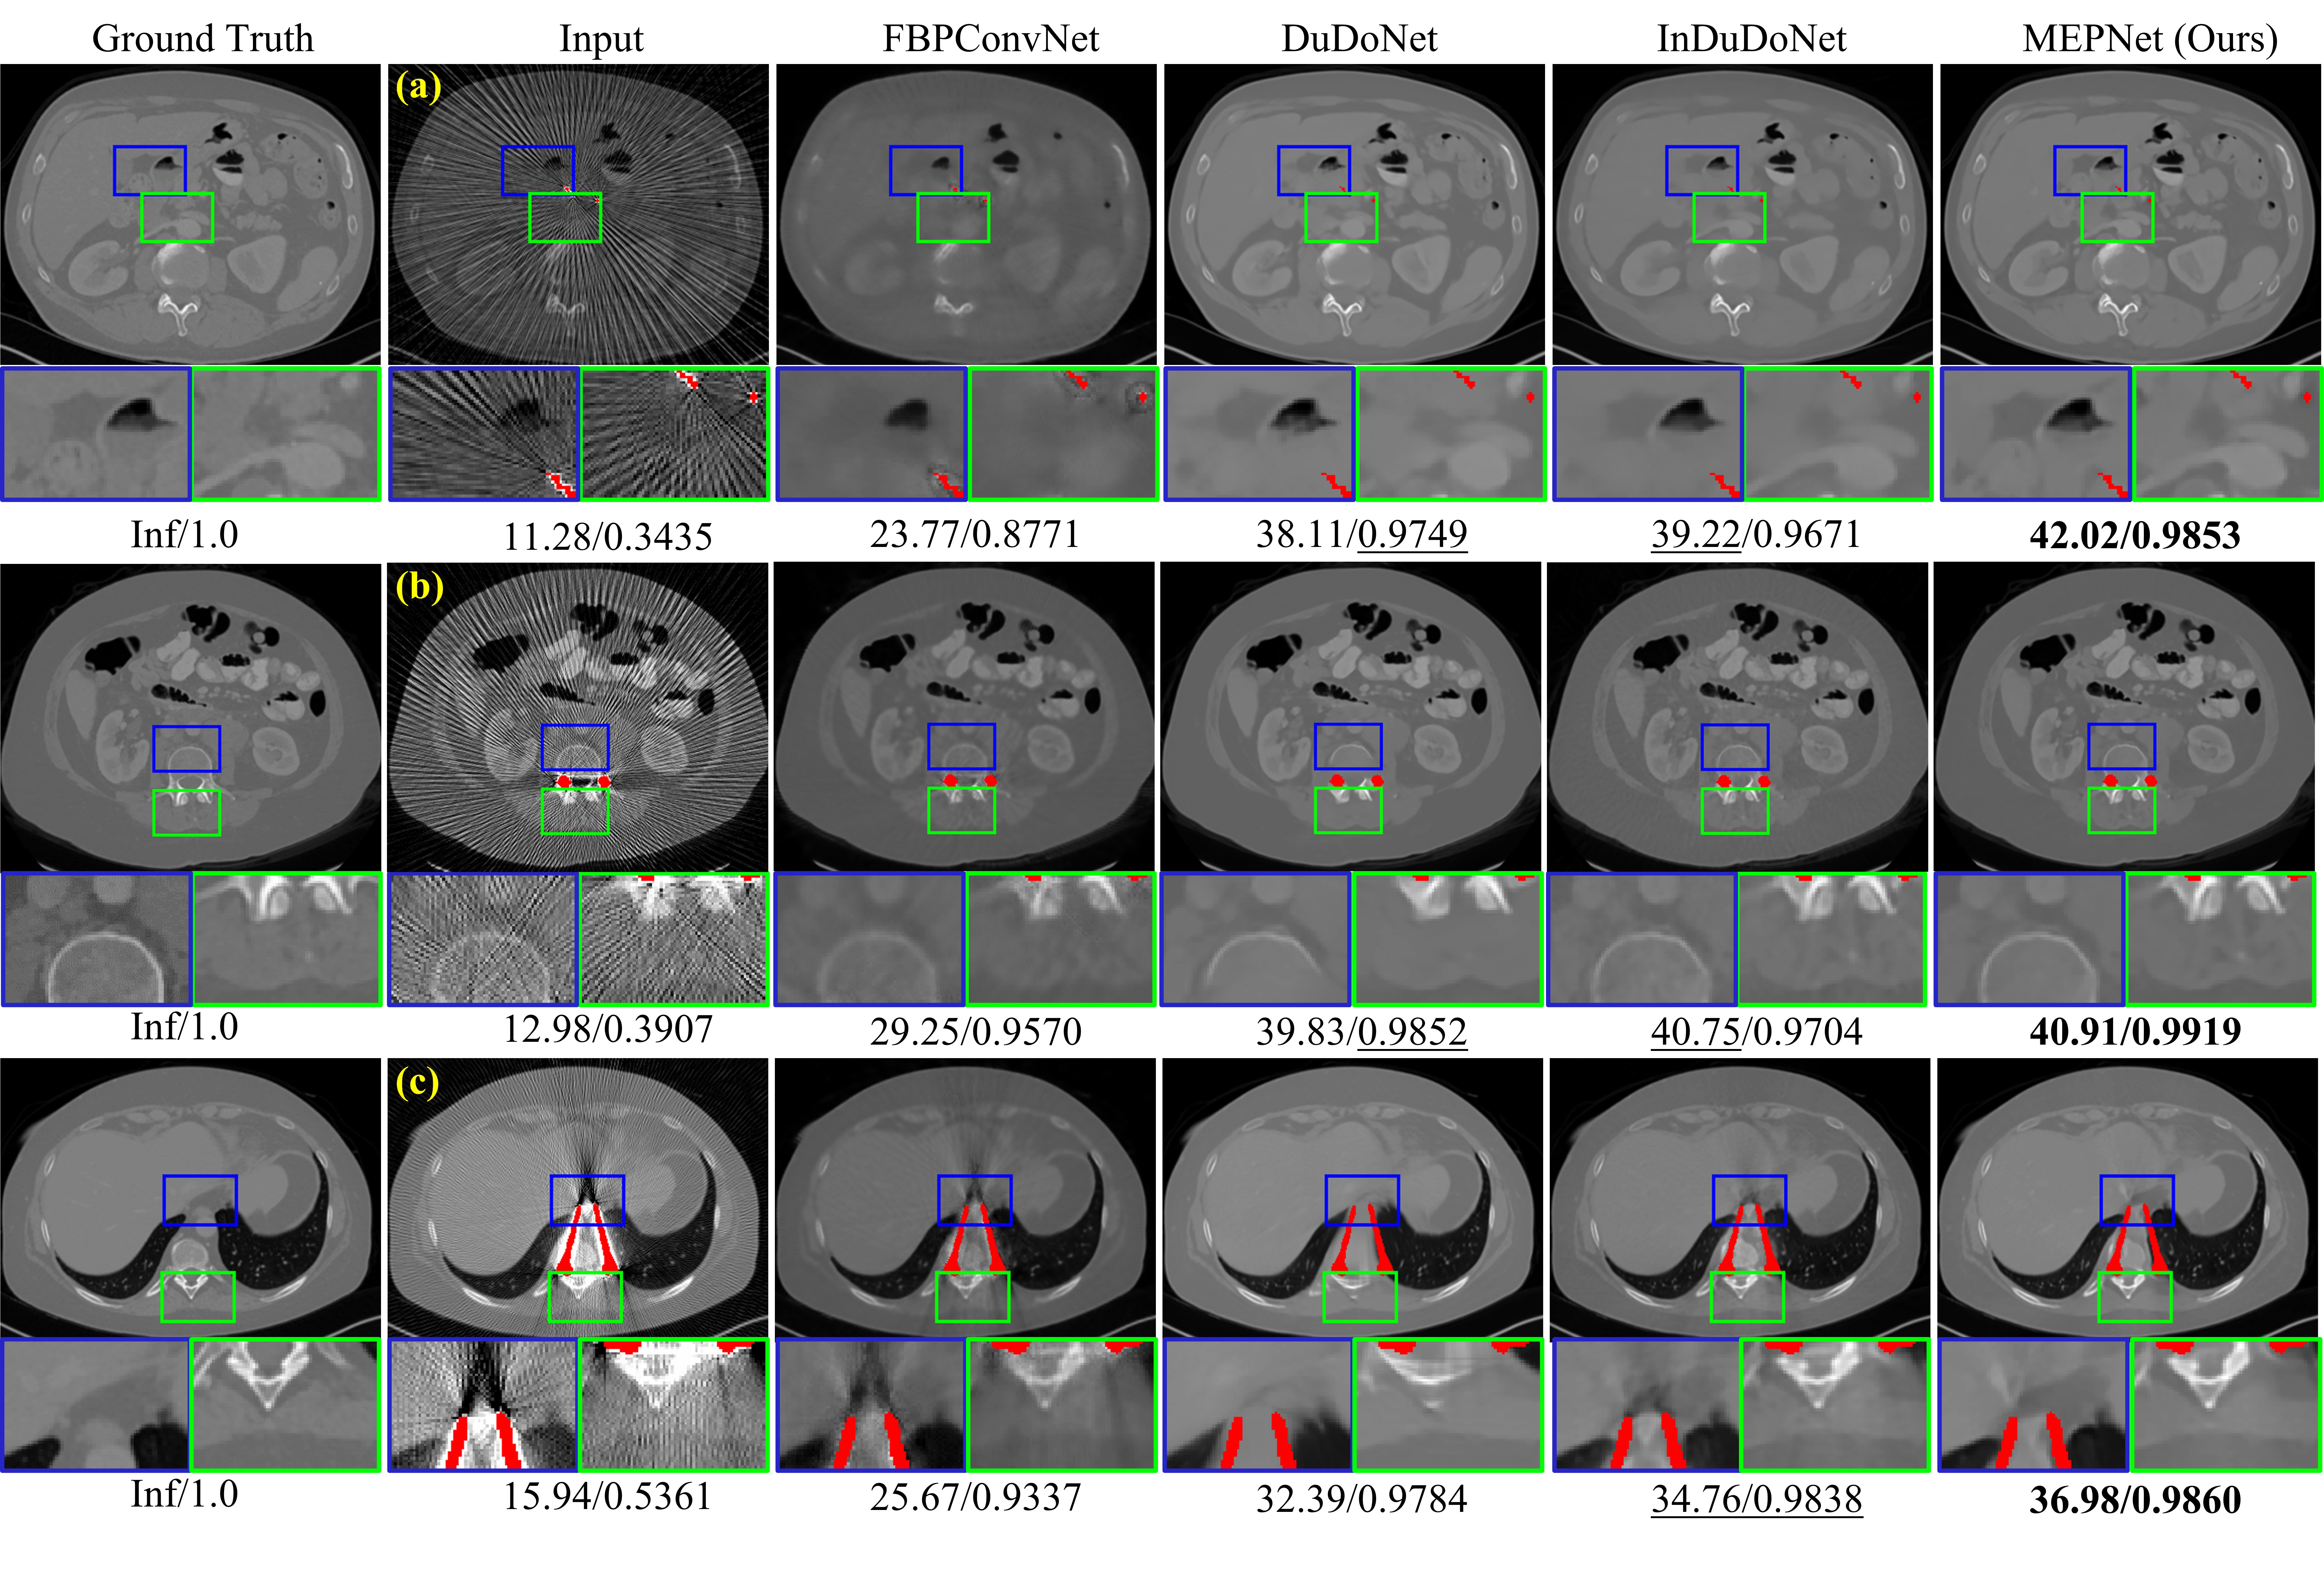 Ground Truth Input FBPConvNet DuDoNet InDuDoNet MEPNet (Ours)
(a)
Inf/1.0 11.28/0.3435 23.77/0.8771 38.11/0.9749 39.22/0.9671 42.02/0.9853
(b)
Inf/1.0 12.98/0.3907 29.25/0.9570 39.83/0.9852 40.75/0.9704 40.91/0.9919
(c)
Inf/1.0 15.94/0.5361 25.67/0.9337 32.39/0.9784 34.76/0.9838 36.98/0.9860